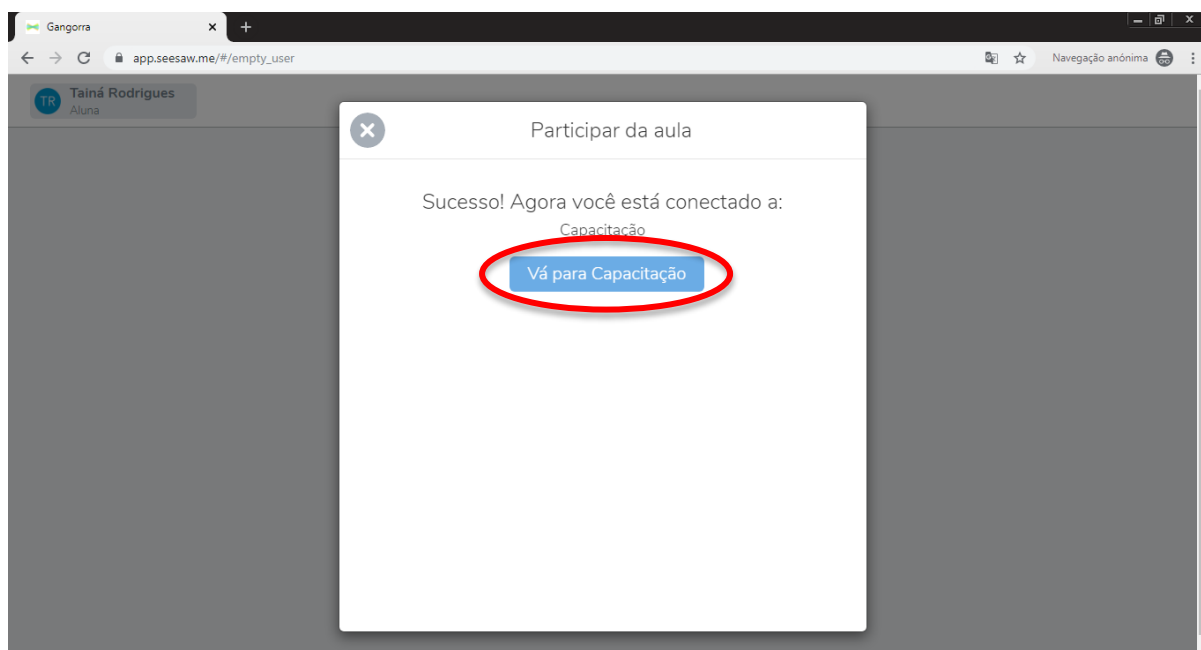 Gangorra
app.seesaw.me/#/empty_user
Navegação anónima
TR
Tainá Rodrigues
Aluna
Participar da aula
Sucesso! Agora você está conectado a:
Capacitação
Vá para Capacitação